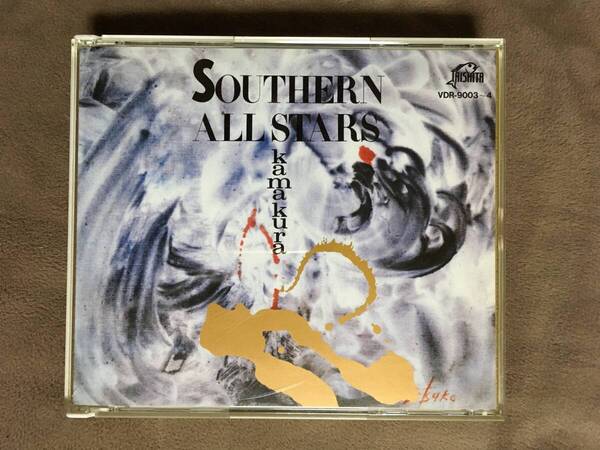 SOUTHERN
ALL STARS
kamakura
TAISHITA
VDR-9003～4